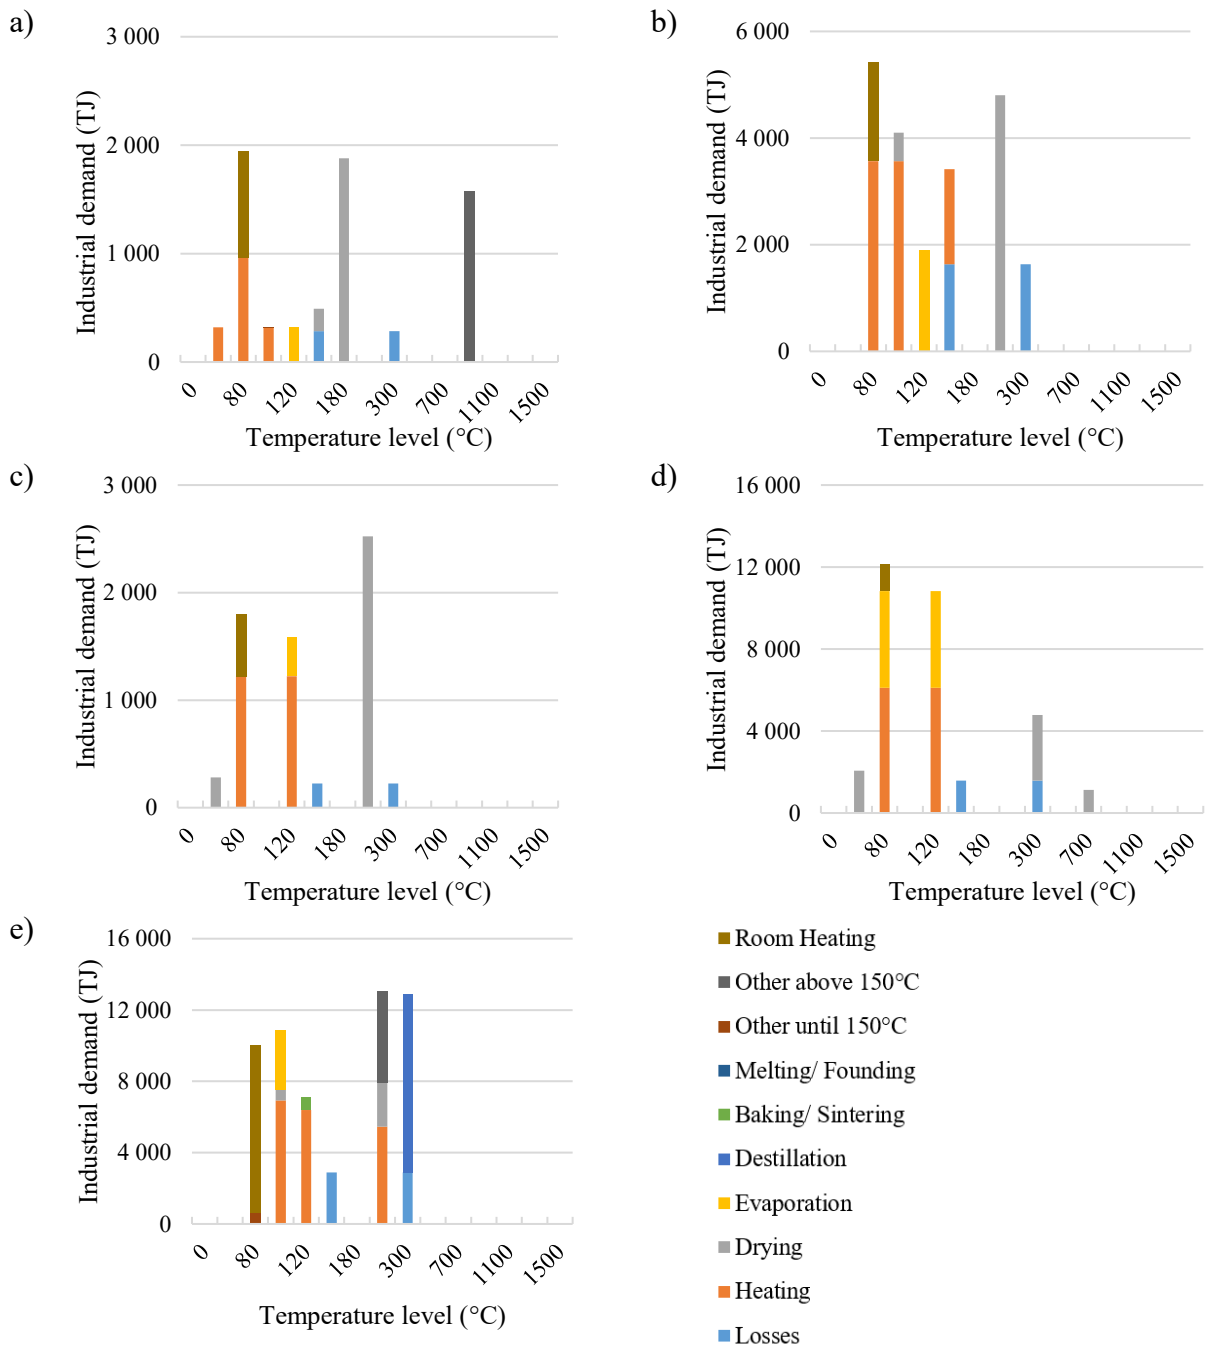 a)
3 000
2 000
1 000
0
Industrial demand (TJ)
0 80 120 180 300 700 1100 1500
Temperature level (°C)
b)
6 000
4 000
2 000
0
Industrial demand (TJ)
0 80 120 180 300 700 1100 1500
Temperature level (°C)
c)
3 000
2 000
1 000
0
Industrial demand (TJ)
0 80 120 180 300 700 1100 1500
Temperature level (°C)
d)
16 000
12 000
8 000
4 000
0
Industrial demand (TJ)
0 80 120 180 300 700 1100 1500
Temperature level (°C)
e)
16 000
12 000
8 000
4 000
0
Industrial demand (TJ)
0 80 120 180 300 700 1100 1500
Temperature level (°C)
Room Heating
Other above 150°C
Other until 150°C
Melting/ Founding
Baking/ Sintering
Destillation
Evaporation
Drying
Heating
Losses